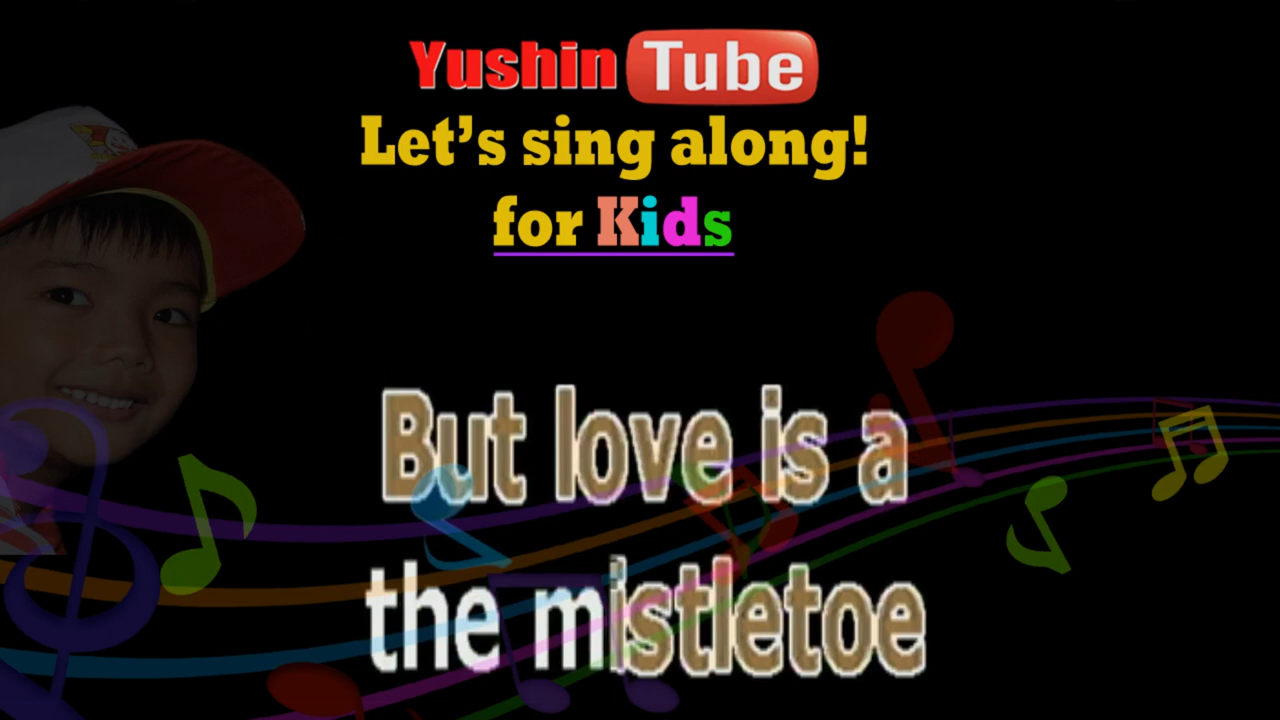 Yushin Tube
Let's sing along!
for Kids
But love is a
the mistletoe